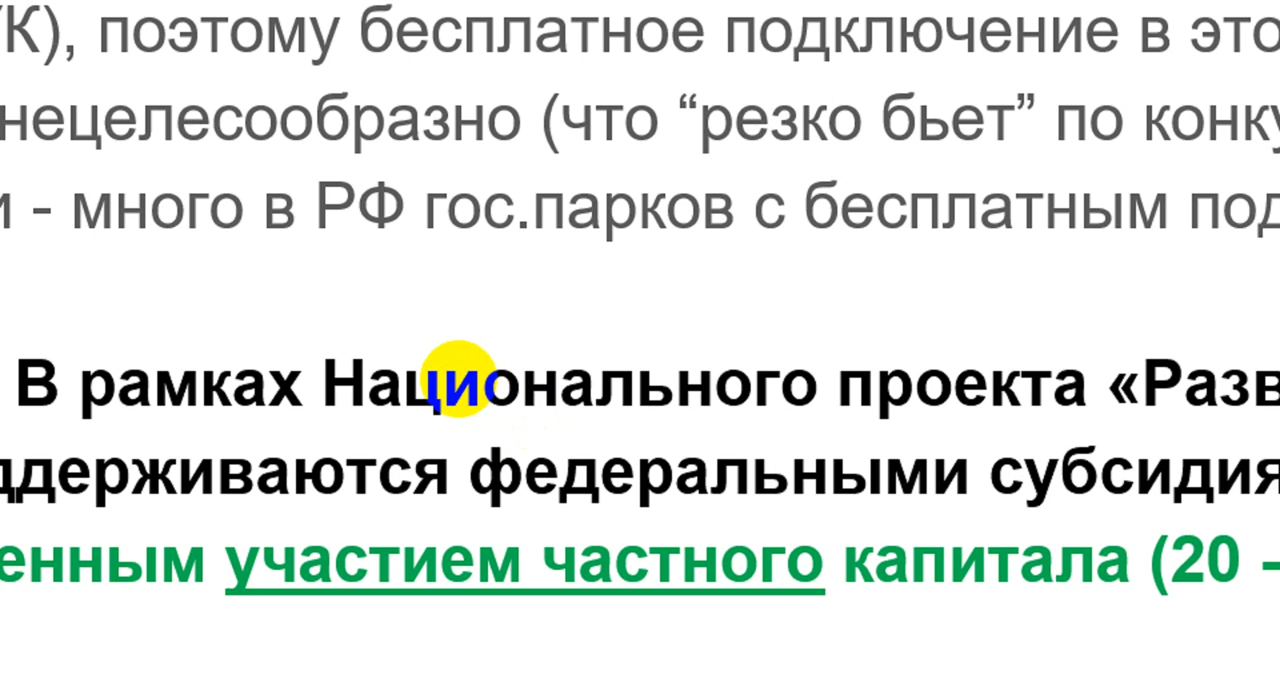 К), поэтому бесплатное подключение в это
нецелесообразно (что “резко бьет” по конку
и - много в РФ гос.парков с бесплатным под
В рамках Национального проекта «Разв
ддерживаются федеральными субсидия
енным участием частного капитала (20 -